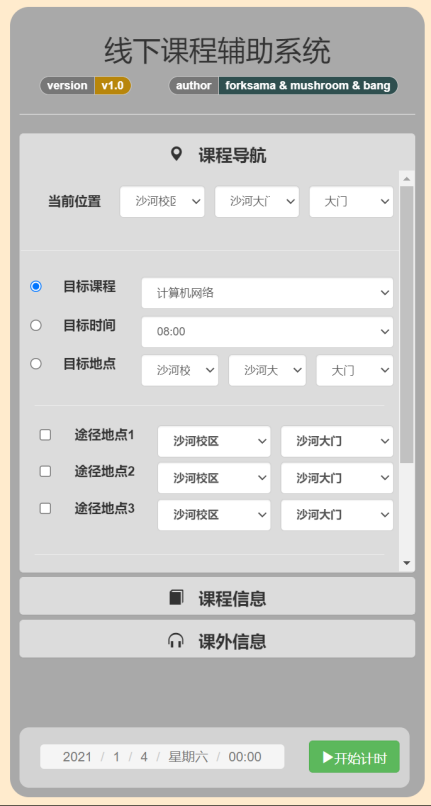 线下课程辅助系统
version v1.0 author forksama & mushroom & bang
课程导航
当前位置 沙河校区 沙河大门 大门
目标课程 计算机网络
目标时间 08:00
目标地点 沙河校 沙河大 大门
途径地点1 沙河校区 沙河大门
途径地点2 沙河校区 沙河大门
途径地点3 沙河校区 沙河大门
课程信息
课外信息
2021 / 1 / 4 / 星期六 / 00:00 开始计时